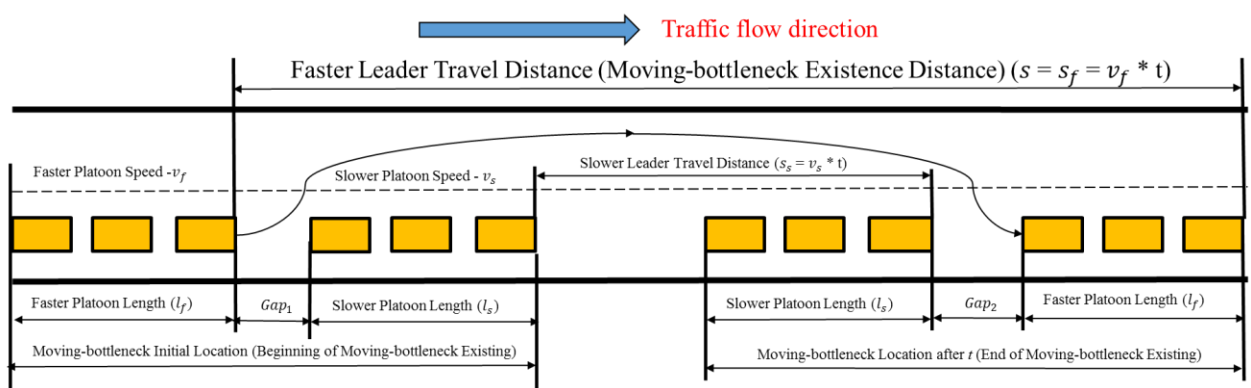 Traffic flow direction
Faster Leader Travel Distance (Moving-bottleneck Existence Distance) (s = s_f = v_f * t)
Faster Platoon Speed -v_f
Slower Platoon Speed - v_s
Slower Leader Travel Distance (s_s = v_s * t)
Faster Platoon Length (l_f)
Gap_1
Slower Platoon Length (l_s)
Slower Platoon Length (l_s)
Gap_2
Faster Platoon Length (l_f)
Moving-bottleneck Initial Location (Beginning of Moving-bottleneck Existing)
Moving-bottleneck Location after t (End of Moving-bottleneck Existing)